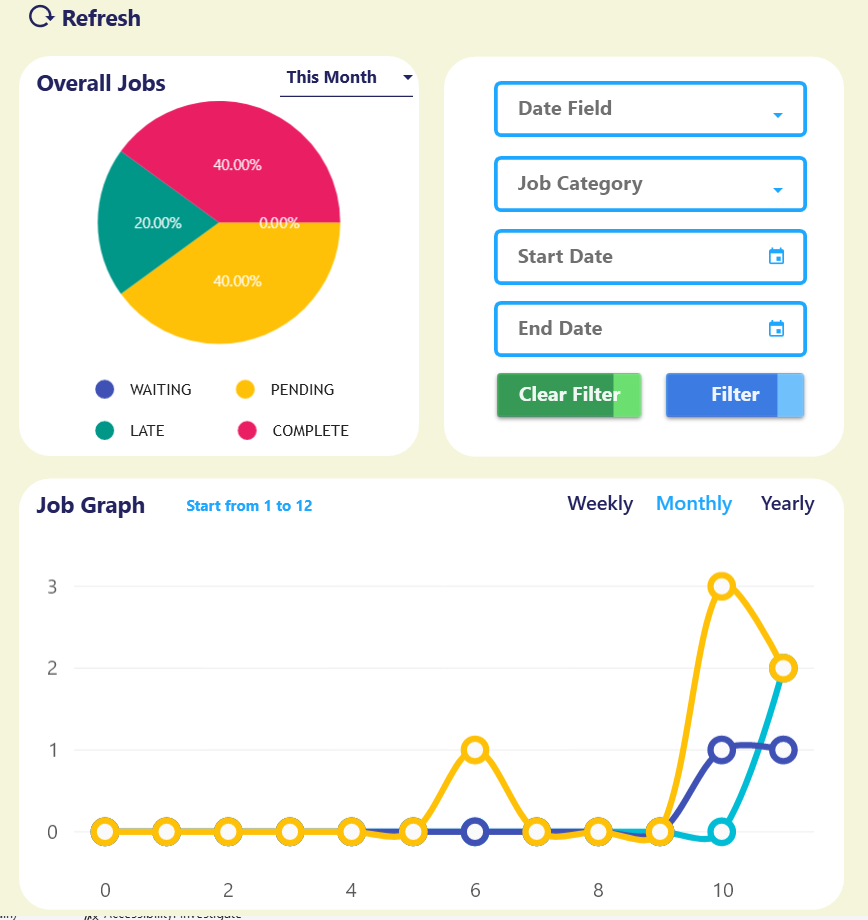 Refresh
Overall Jobs
This Month
40.00%
20.00%
0.00%
40.00%
WAITING
PENDING
LATE
COMPLETE
Date Field
Job Category
Start Date
End Date
Clear Filter
Filter
Job Graph
Start from 1 to 12
Weekly
Monthly
Yearly
3
2
1
0
0 2 4 6 8 10
Accessibility: Investigate